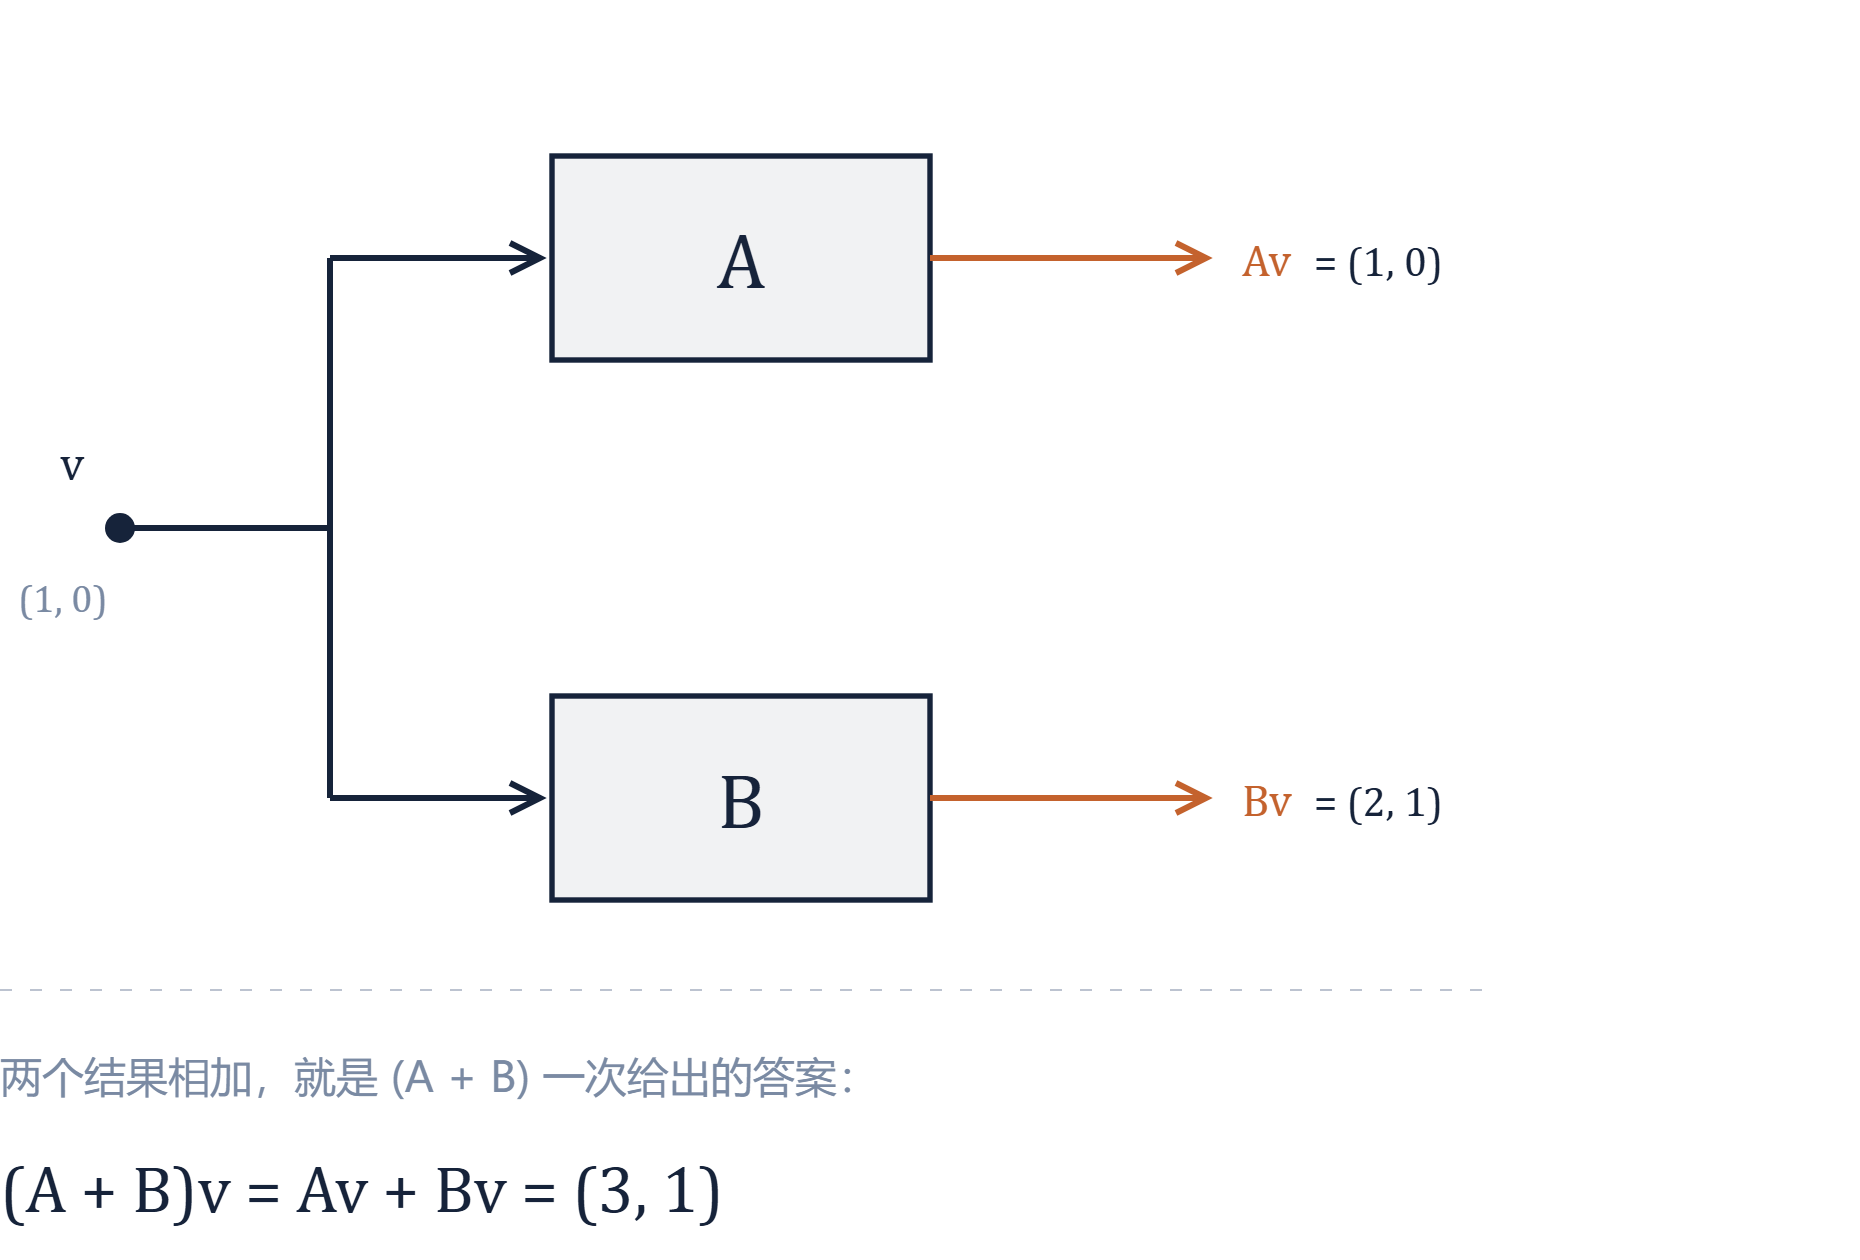 A
Av = (1, 0)
v
(1, 0)
B
Bv = (2, 1)
两个结果相加，就是 (A + B) 一次给出的答案：
(A + B)v = Av + Bv = (3, 1)